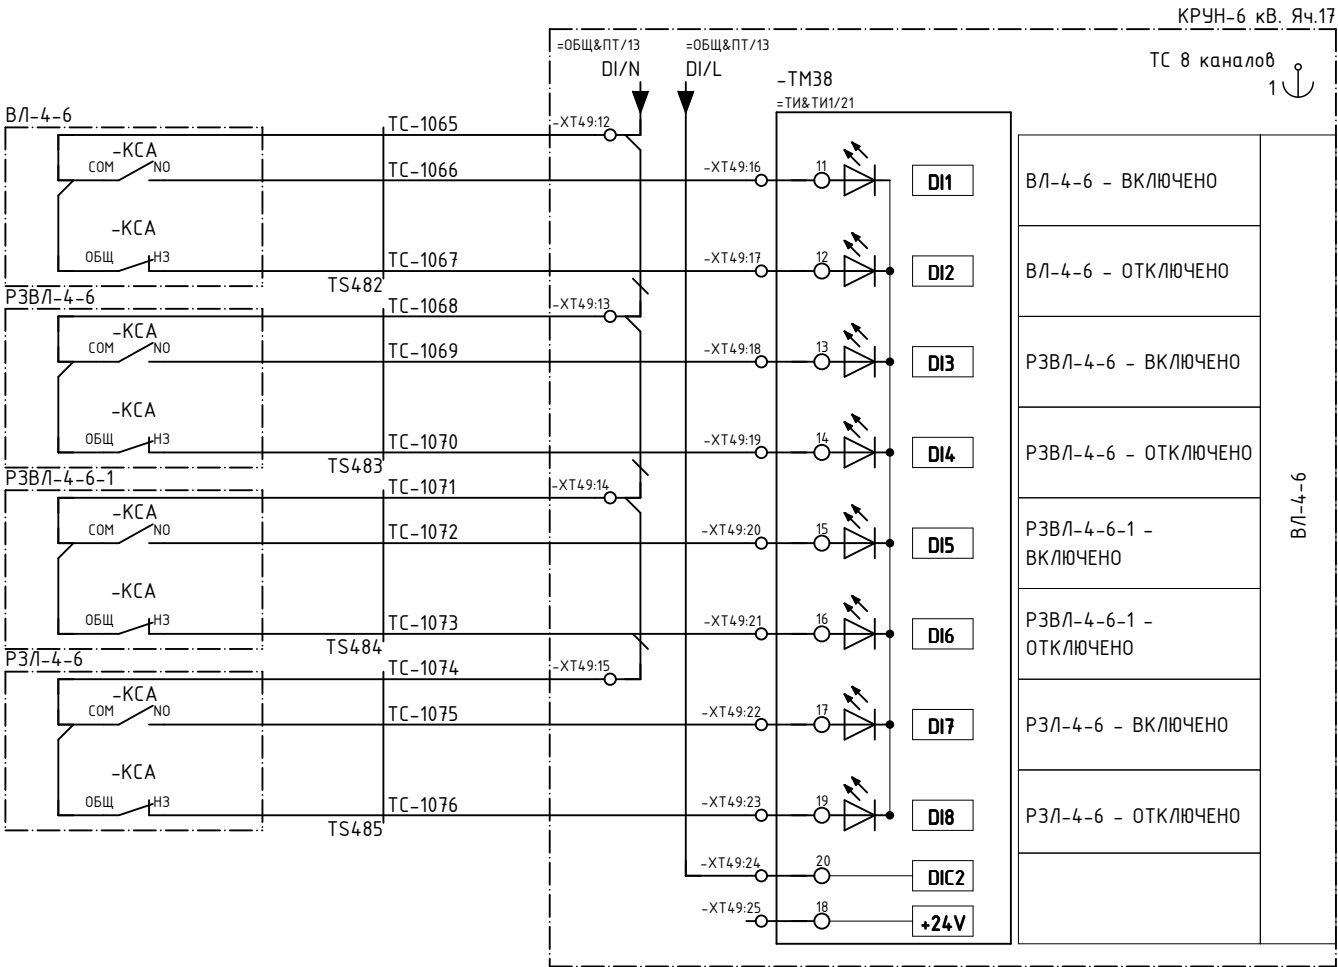 КРУН-6 кВ. Яч.17
=ОБЩ&ПТ/13
=ОБЩ&ПТ/13
DI/N
DI/L
ТС 8 каналов
1
-TM38
=ТИ&ТИ1/21
ВЛ-4-6
-КСА
COM
NO
ТС-1065
-XT49:12
ТС-1066
-XT49:16
11
DI1
ВЛ-4-6 - ВКЛЮЧЕНО
-КСА
ОБЩ
НЗ
ТС-1067
-XT49:17
12
DI2
ВЛ-4-6 - ОТКЛЮЧЕНО
TS482
РЗВЛ-4-6
-КСА
COM
NO
ТС-1068
-XT49:13
ТС-1069
-XT49:18
13
DI3
РЗВЛ-4-6 - ВКЛЮЧЕНО
-КСА
ОБЩ
НЗ
ТС-1070
-XT49:19
14
DI4
РЗВЛ-4-6 - ОТКЛЮЧЕНО
TS483
РЗВЛ-4-6-1
-КСА
COM
NO
ТС-1071
-XT49:14
ТС-1072
-XT49:20
15
DI5
РЗВЛ-4-6-1 -
ВКЛЮЧЕНО
ВЛ-4-6
-КСА
ОБЩ
НЗ
ТС-1073
-XT49:21
16
DI6
РЗВЛ-4-6-1 -
ОТКЛЮЧЕНО
TS484
РЗЛ-4-6
-КСА
COM
NO
ТС-1074
-XT49:15
ТС-1075
-XT49:22
17
DI7
РЗЛ-4-6 - ВКЛЮЧЕНО
-КСА
ОБЩ
НЗ
ТС-1076
-XT49:23
19
DI8
РЗЛ-4-6 - ОТКЛЮЧЕНО
TS485
-XT49:24
20
DIC2
-XT49:25
18
+24V